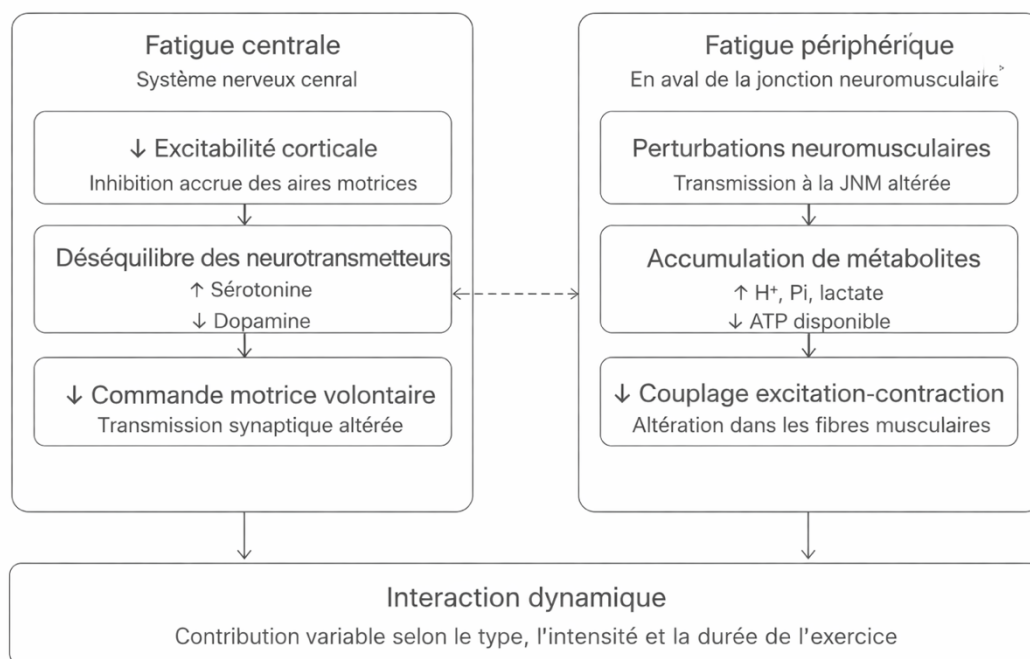 Fatigue centrale
Système nerveux cenral
↓ Excitabilité corticale
Inhibition accrue des aires motrices
Déséquilibre des neurotransmetteurs
↑ Sérotonine
↓ Dopamine
↓ Commande motrice volontaire
Transmission synaptique altérée
Fatigue périphérique
En aval de la jonction neuromusculaire
Perturbations neuromusculaires
Transmission à la JNM altérée
Accumulation de métabolites
↑ H⁺, Pi, lactate
↓ ATP disponible
↓ Couplage excitation-contraction
Altération dans les fibres musculaires
Interaction dynamique
Contribution variable selon le type, l'intensité et la durée de l'exercice